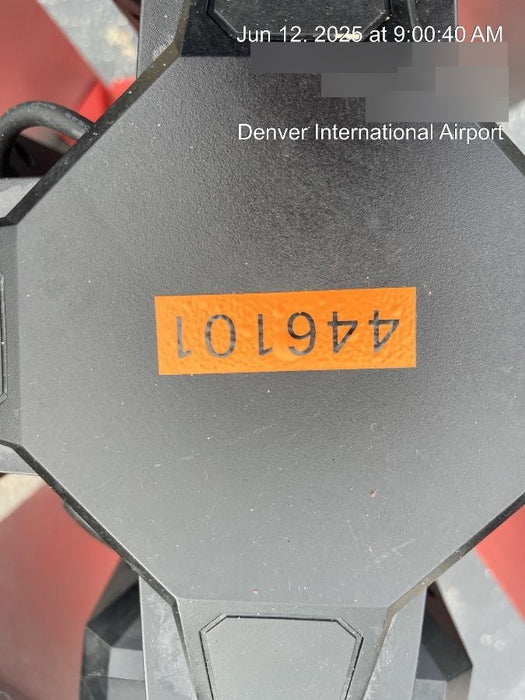 Jun 12. 2025 at 9:00:40 AM
Denver International Airport
446101